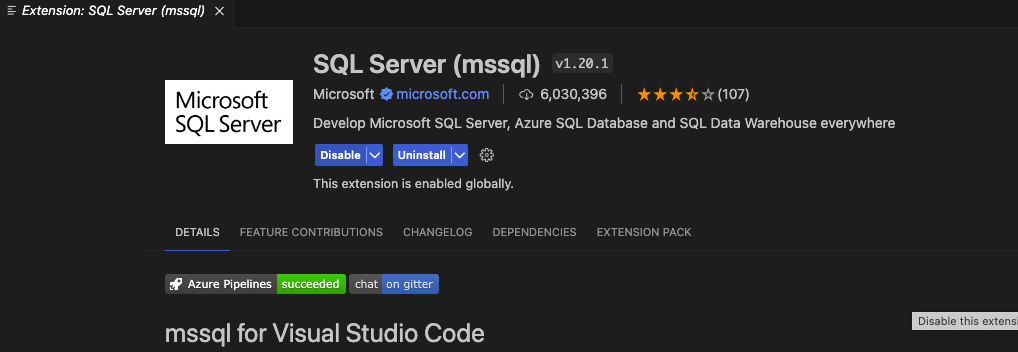 Extension: SQL Server (mssql)
SQL Server (mssql) v1.20.1
Microsoft
SQL Server
Microsoft microsoft.com 6,030,396 (107)
Develop Microsoft SQL Server, Azure SQL Database and SQL Data Warehouse everywhere
Disable Uninstall
This extension is enabled globally.
DETAILS FEATURE CONTRIBUTIONS CHANGELOG DEPENDENCIES EXTENSION PACK
Azure Pipelines succeeded chat on gitter
Disable this extensi
mssql for Visual Studio Code